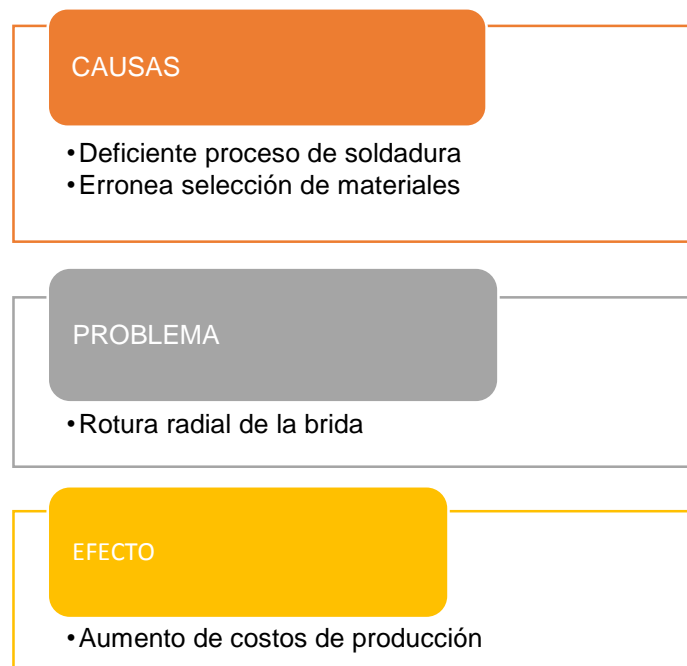 CAUSAS
•Deficiente proceso de soldadura
•Erronea selección de materiales
PROBLEMA
•Rotura radial de la brida
EFECTO
•Aumento de costos de producción